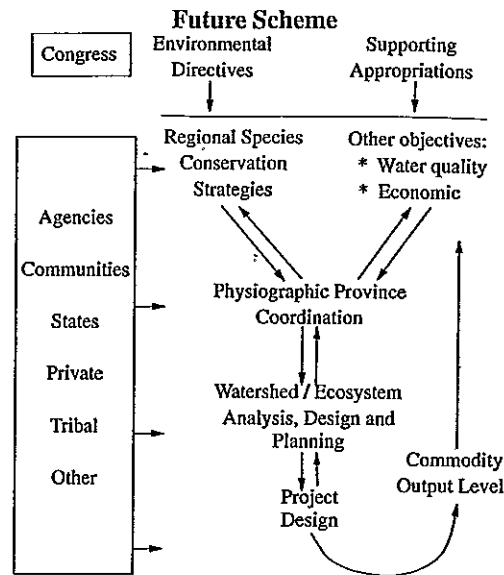 Future Scheme
Congress
Environmental
Directives
Supporting
Appropriations
Regional Species
Conservation
Strategies
Other objectives:
* Water quality
* Economic
Agencies
Communities
States
Private
Tribal
Other
Physiographic Province
Coordination
Watershed / Ecosystem
Analysis, Design and
Planning
Project
Design
Commodity
Output Level